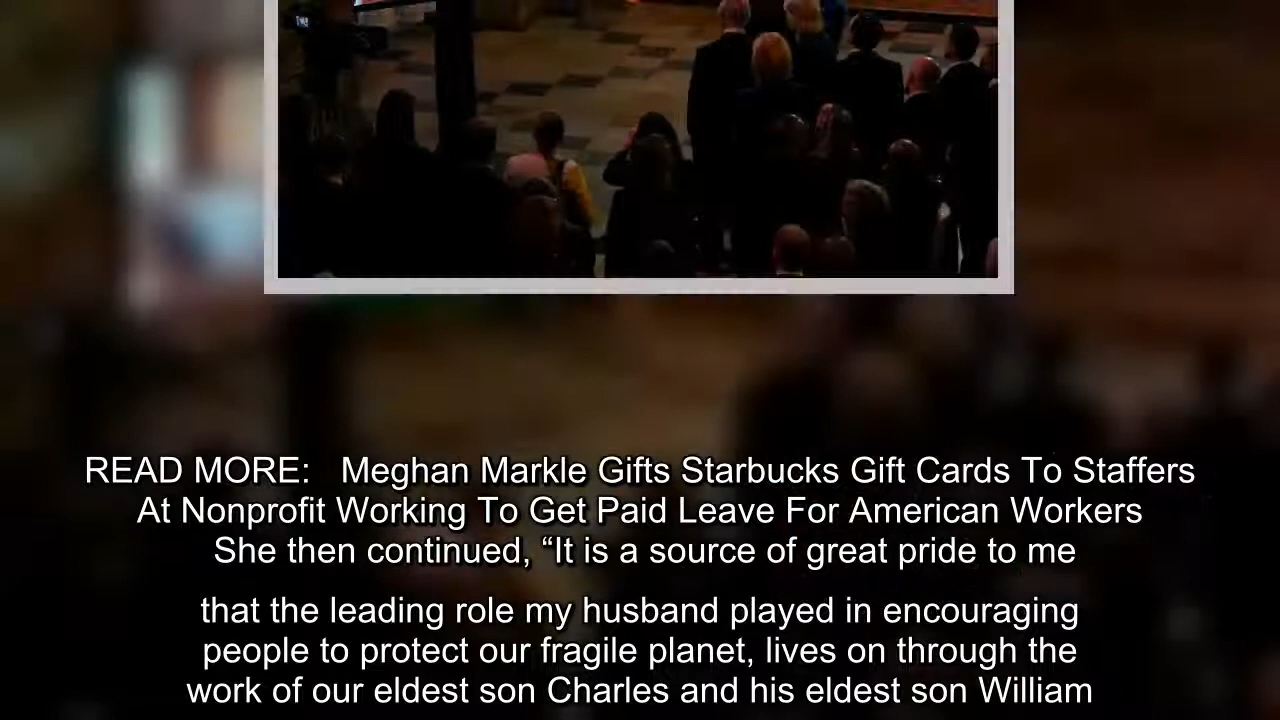 READ MORE: Meghan Markle Gifts Starbucks Gift Cards To Staffers
At Nonprofit Working To Get Paid Leave For American Workers
She then continued, “It is a source of great pride to me
that the leading role my husband played in encouraging
people to protect our fragile planet, lives on through the
work of our eldest son Charles and his eldest son William